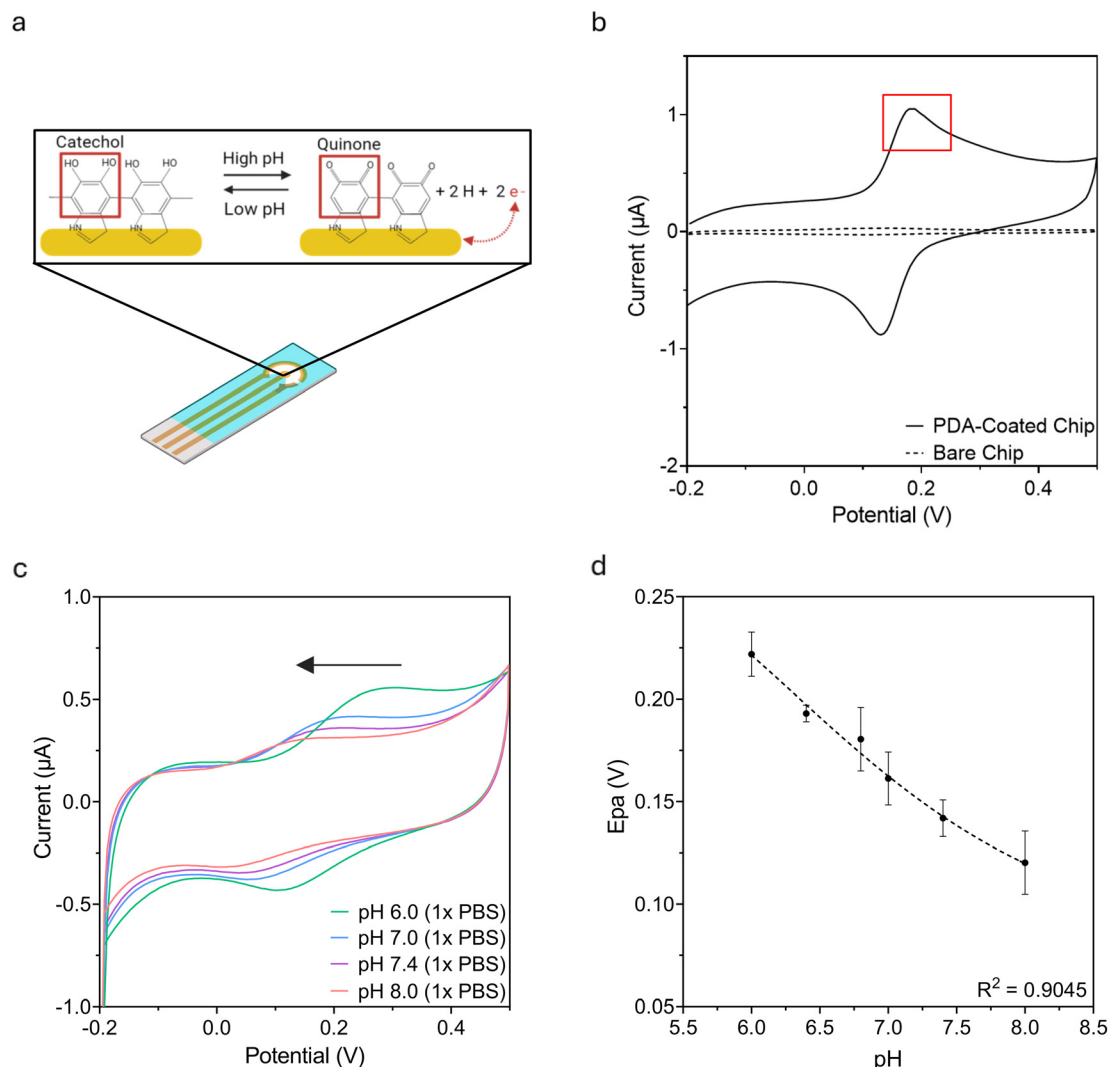 a
Catechol
HO
HO
HO
OH
HN
HN
High pH
Low pH
Quinone
O
O
O
O
HN
HN
+ 2 H + 2 e-
b
Current (µA)
1
0
-1
-2
-0.2
0.0
0.2
0.4
Potential (V)
PDA-Coated Chip
Bare Chip
c
Current (µA)
1.0
0.5
0.0
-0.5
-1.0
-0.2
0.0
0.2
0.4
Potential (V)
pH 6.0 (1x PBS)
pH 7.0 (1x PBS)
pH 7.4 (1x PBS)
pH 8.0 (1x PBS)
d
Epa (V)
0.25
0.20
0.15
0.10
0.05
5.5
6.0
6.5
7.0
7.5
8.0
8.5
pH
R² = 0.9045